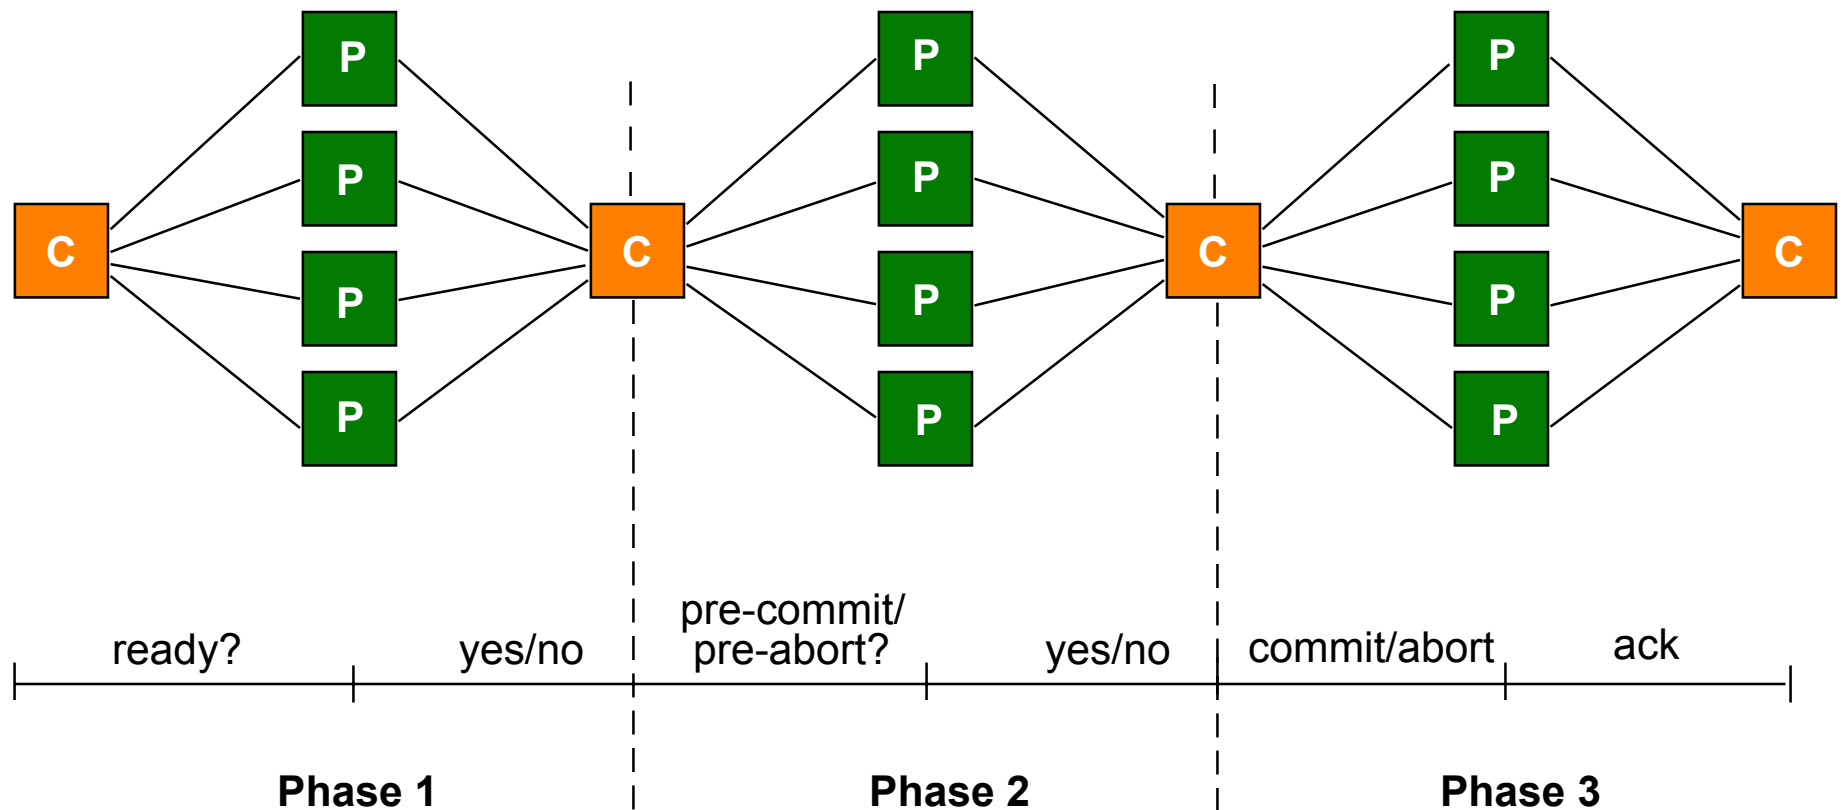 P P P
P P P
C C C C
P P P
P P P
pre-commit/
ready? yes/no pre-abort? yes/no commit/abort ack
Phase 1 Phase 2 Phase 3